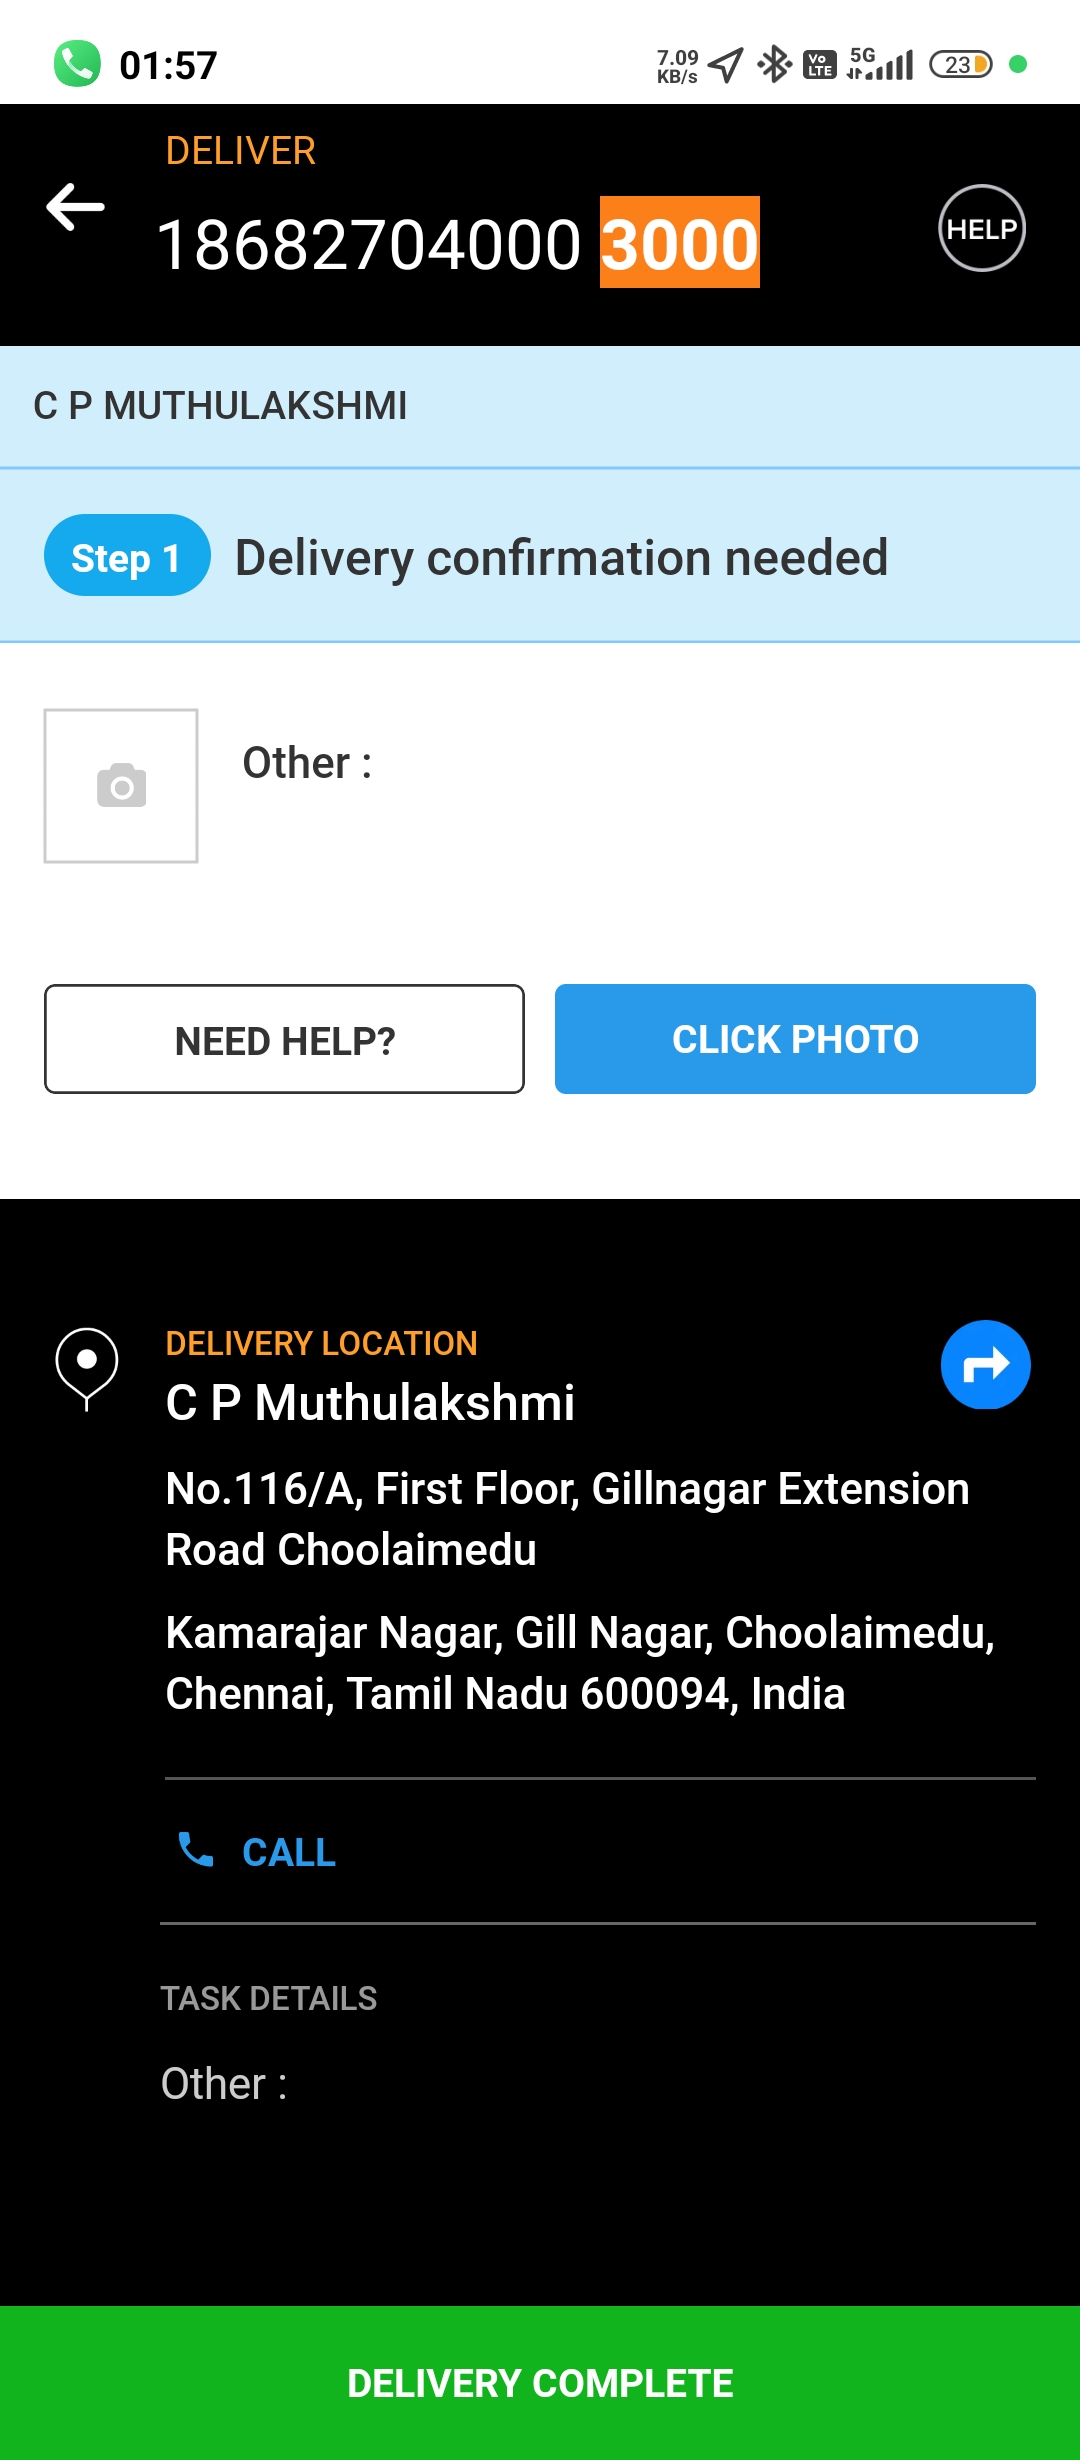 01:57
7.09
KB/s
Vo
LTE
5G
23
DELIVER
18682704000 3000
HELP
C P MUTHULAKSHMI
Step 1 Delivery confirmation needed
Other :
NEED HELP?
CLICK PHOTO
DELIVERY LOCATION
C P Muthulakshmi
No.116/A, First Floor, Gillnagar Extension
Road Choolaimedu
Kamarajar Nagar, Gill Nagar, Choolaimedu,
Chennai, Tamil Nadu 600094, India
CALL
TASK DETAILS
Other :
DELIVERY COMPLETE